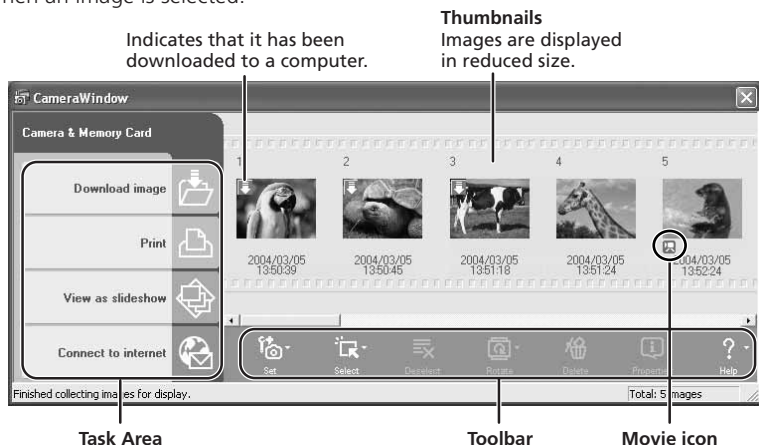 hen an image is selected.
Thumbnails
Images are displayed
in reduced size.
Indicates that it has been
downloaded to a computer.
CameraWindow
Camera & Memory Card
Download image
Print
View as slideshow
Connect to internet
1 2 3 4 5
2004/03/05 2004/03/05 2004/03/05 2004/03/05 2004/03/05
13:50:39 13:50:45 13:51:18 13:51:24 13:52:24
Set Select Deselect Rotate Delete Properties Help
Finished collecting images for display. Total: 5 images
Task Area Toolbar Movie icon